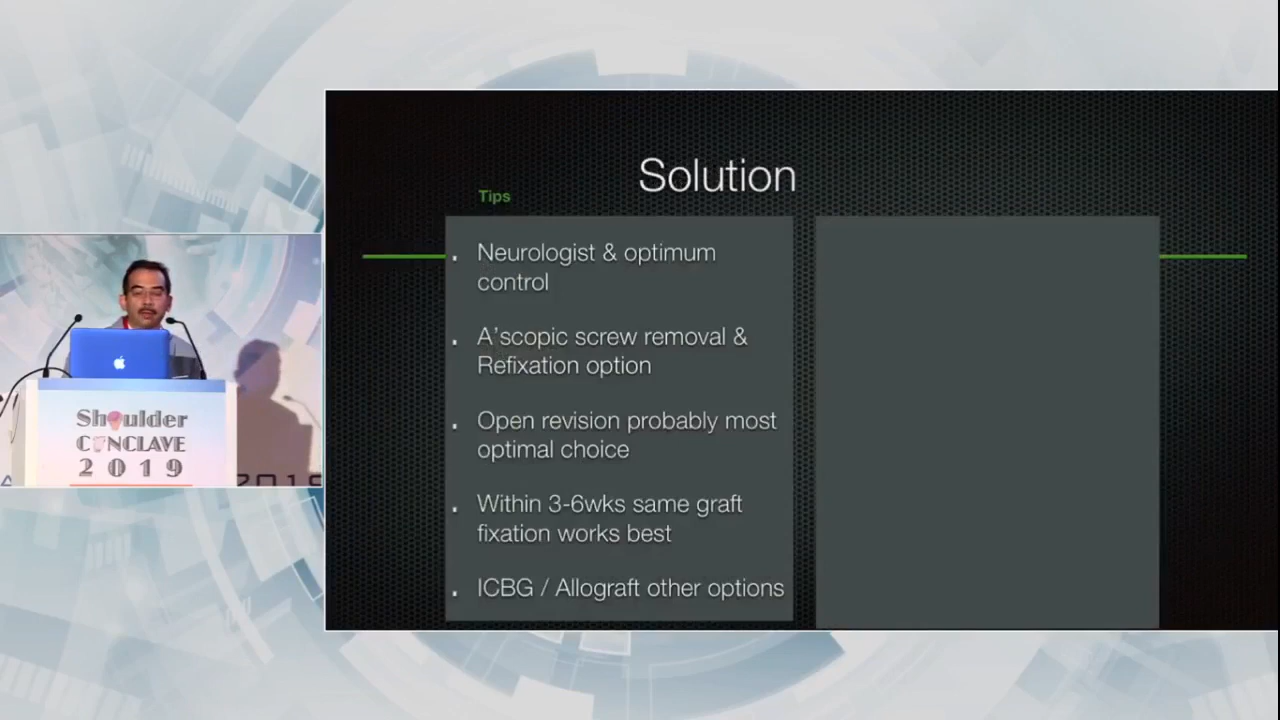 Solution
Tips
Neurologist & optimum
control
A'scopic screw removal &
Refixation option
Open revision probably most
optimal choice
Within 3-6wks same graft
fixation works best
ICBG / Allograft other options
Shoulder
CONCLAVE
2019
2019